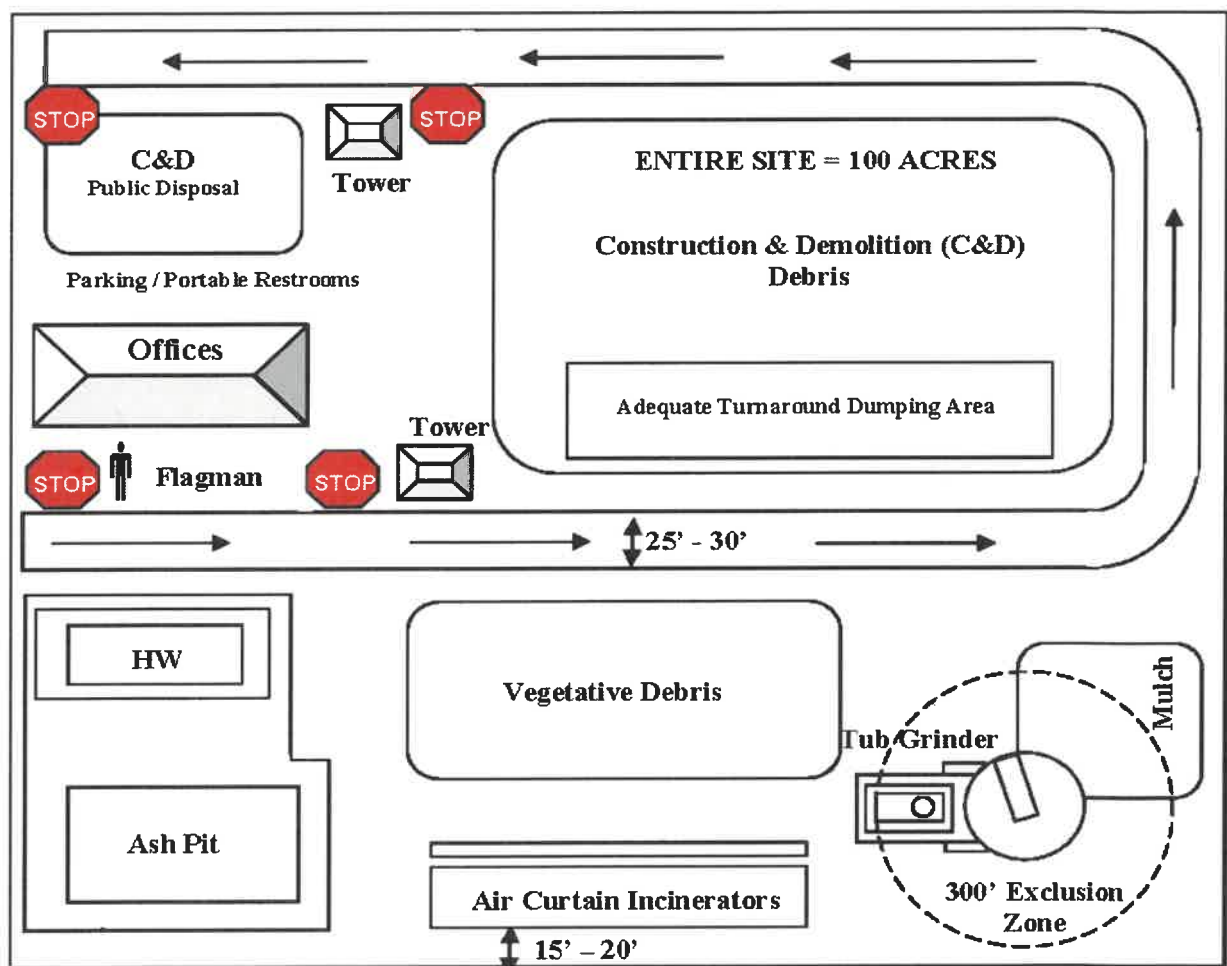 STOP
STOP
C&D
Public Disposal
Tower
ENTIRE SITE = 100 ACRES
Construction & Demolition (C&D)
Debris
Parking / Portable Restrooms
Offices
Adequate Turnaround Dumping Area
Tower
STOP
Flagman
STOP
25' - 30'
HW
Vegetative Debris
Mulch
Tub Grinder
Ash Pit
Air Curtain Incinerators
300' Exclusion
Zone
15' – 20'